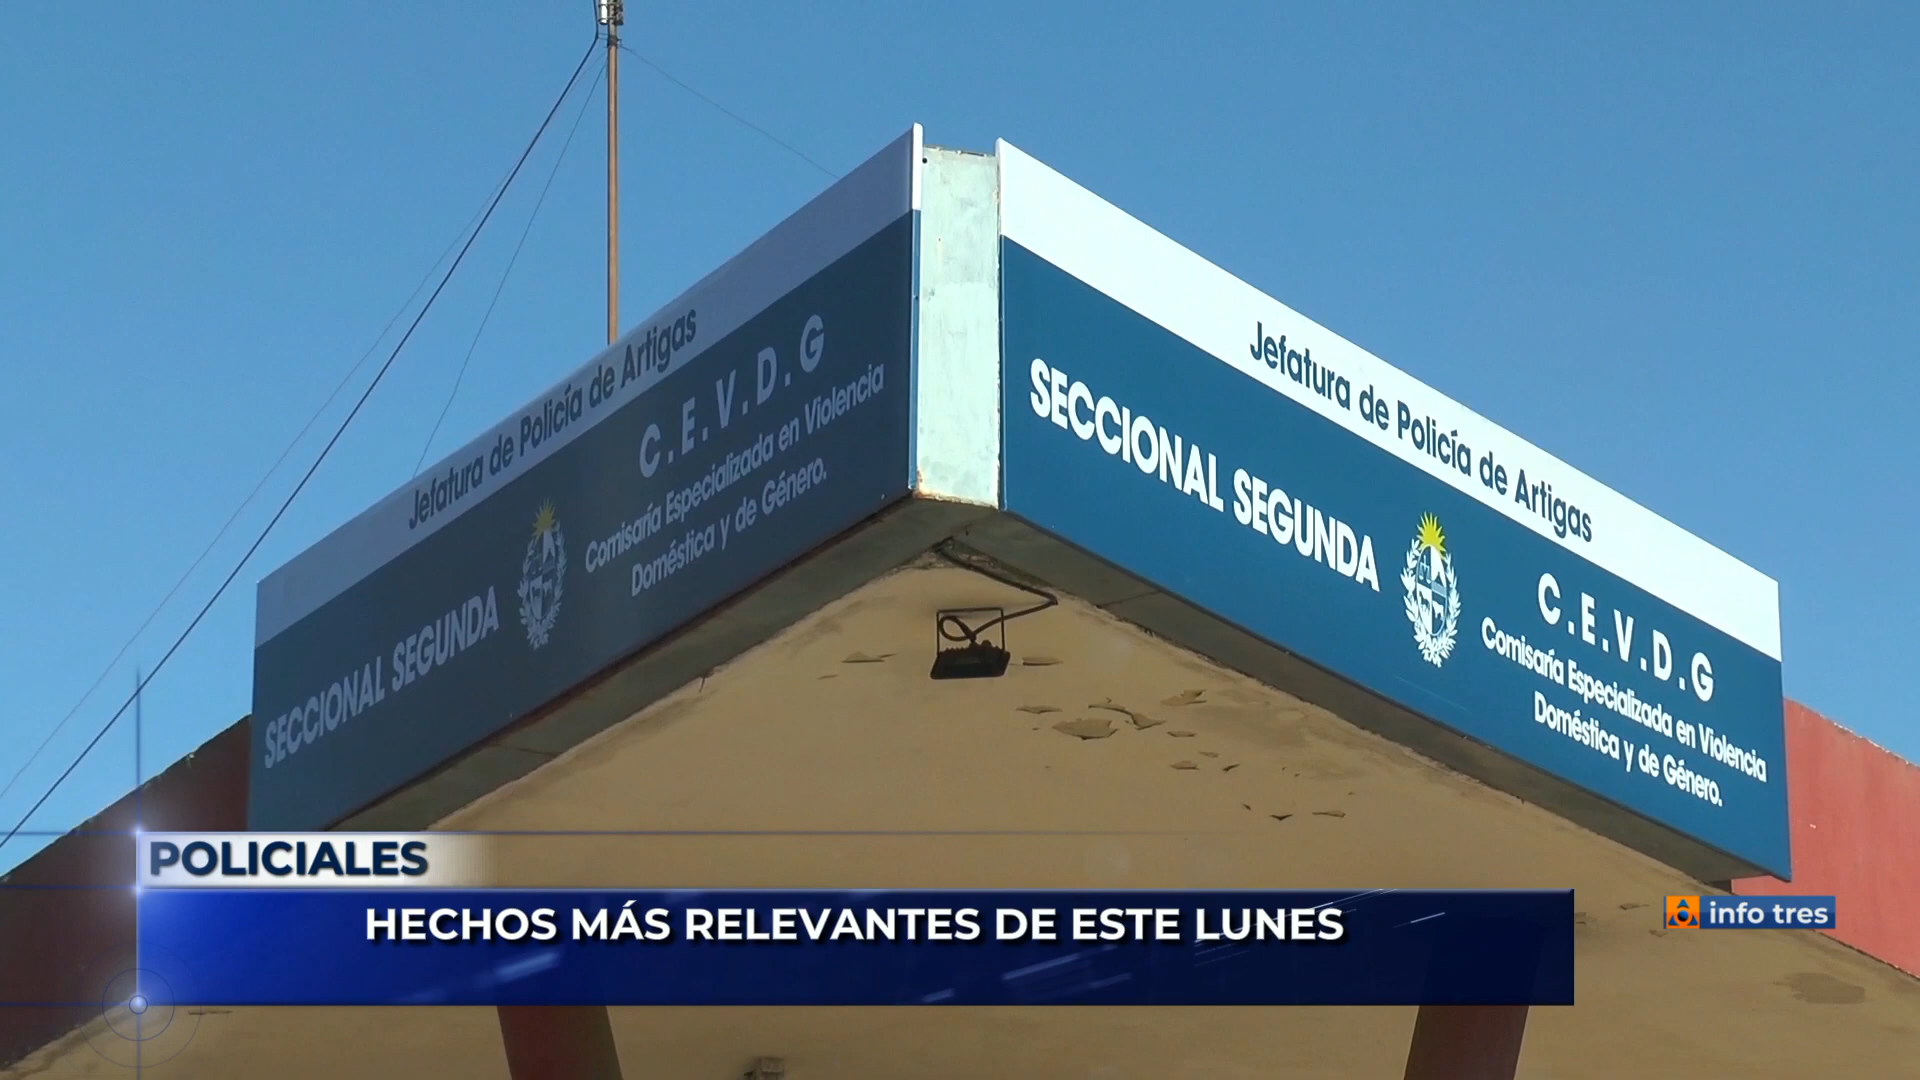 Jefatura de Policía de Artigas
SECCIONAL SEGUNDA
C.E.V.D.G
Comisaría Especializada en Violencia
Doméstica y de Género.
Jefatura de Policía de Artigas
SECCIONAL SEGUNDA
C.E.V.D.G
Comisaría Especializada en Violencia
Doméstica y de Género.
POLICIALES
HECHOS MÁS RELEVANTES DE ESTE LUNES
info tres